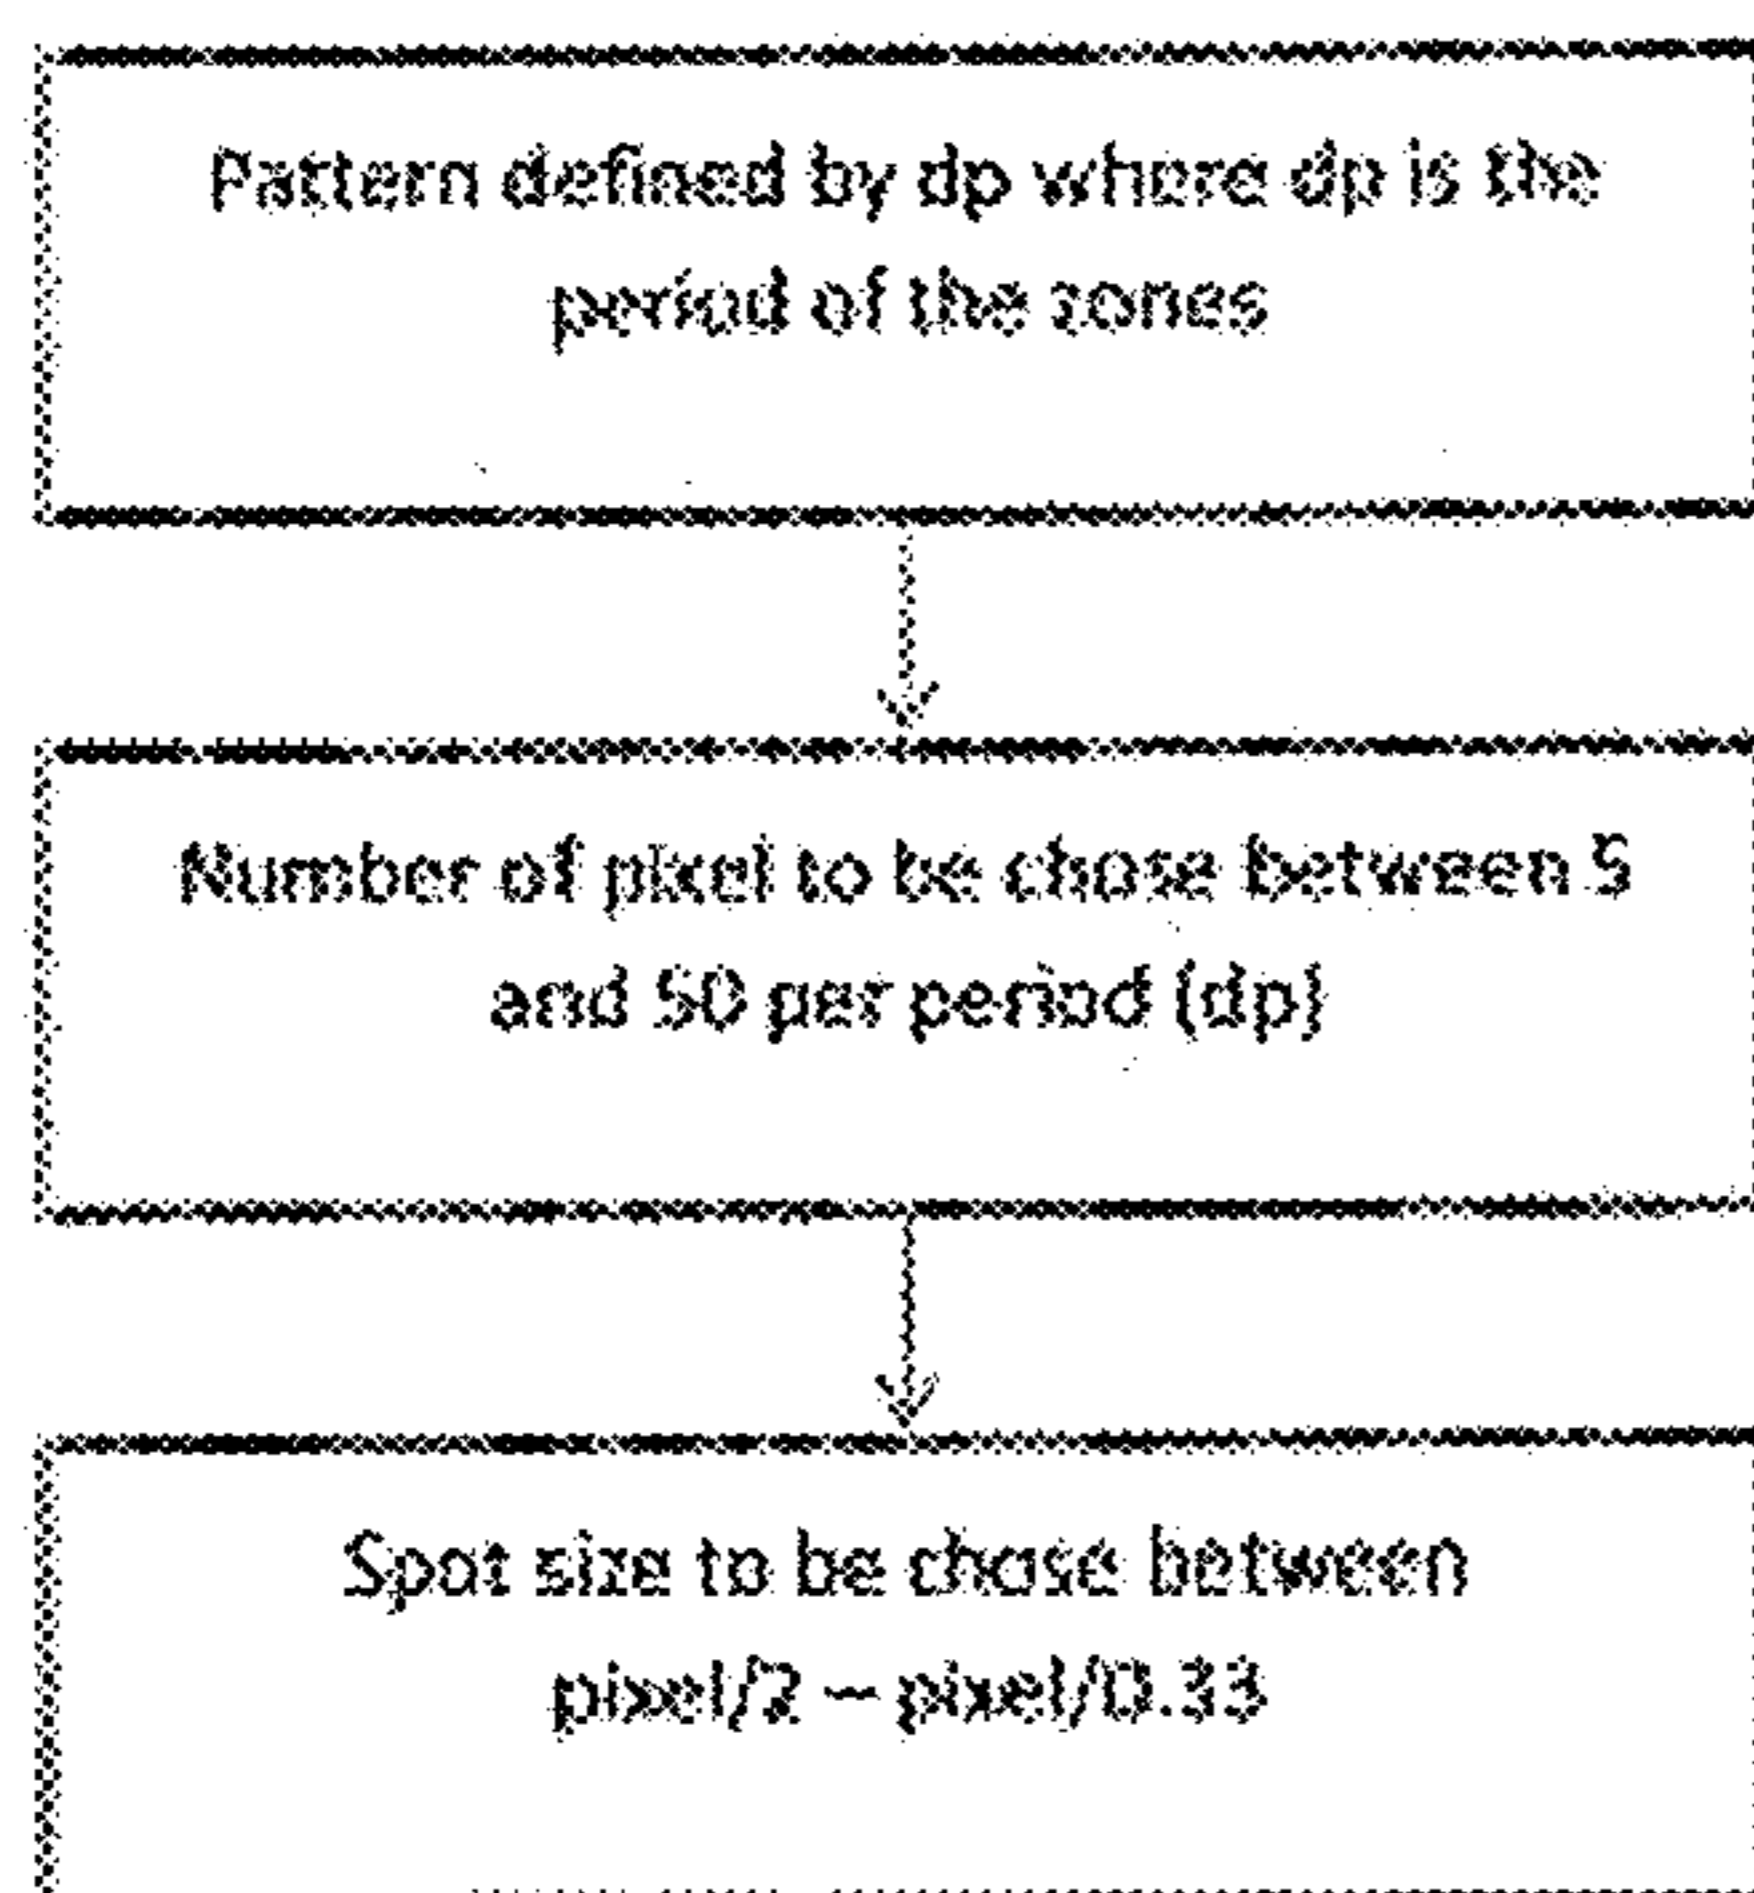 Pattern defined by dp where dp is the
period of the zones
Number of pixel to be chose between 5
and 50 per period (dp)
Spot size to be chose between
pixel/2 – pixel/0.33